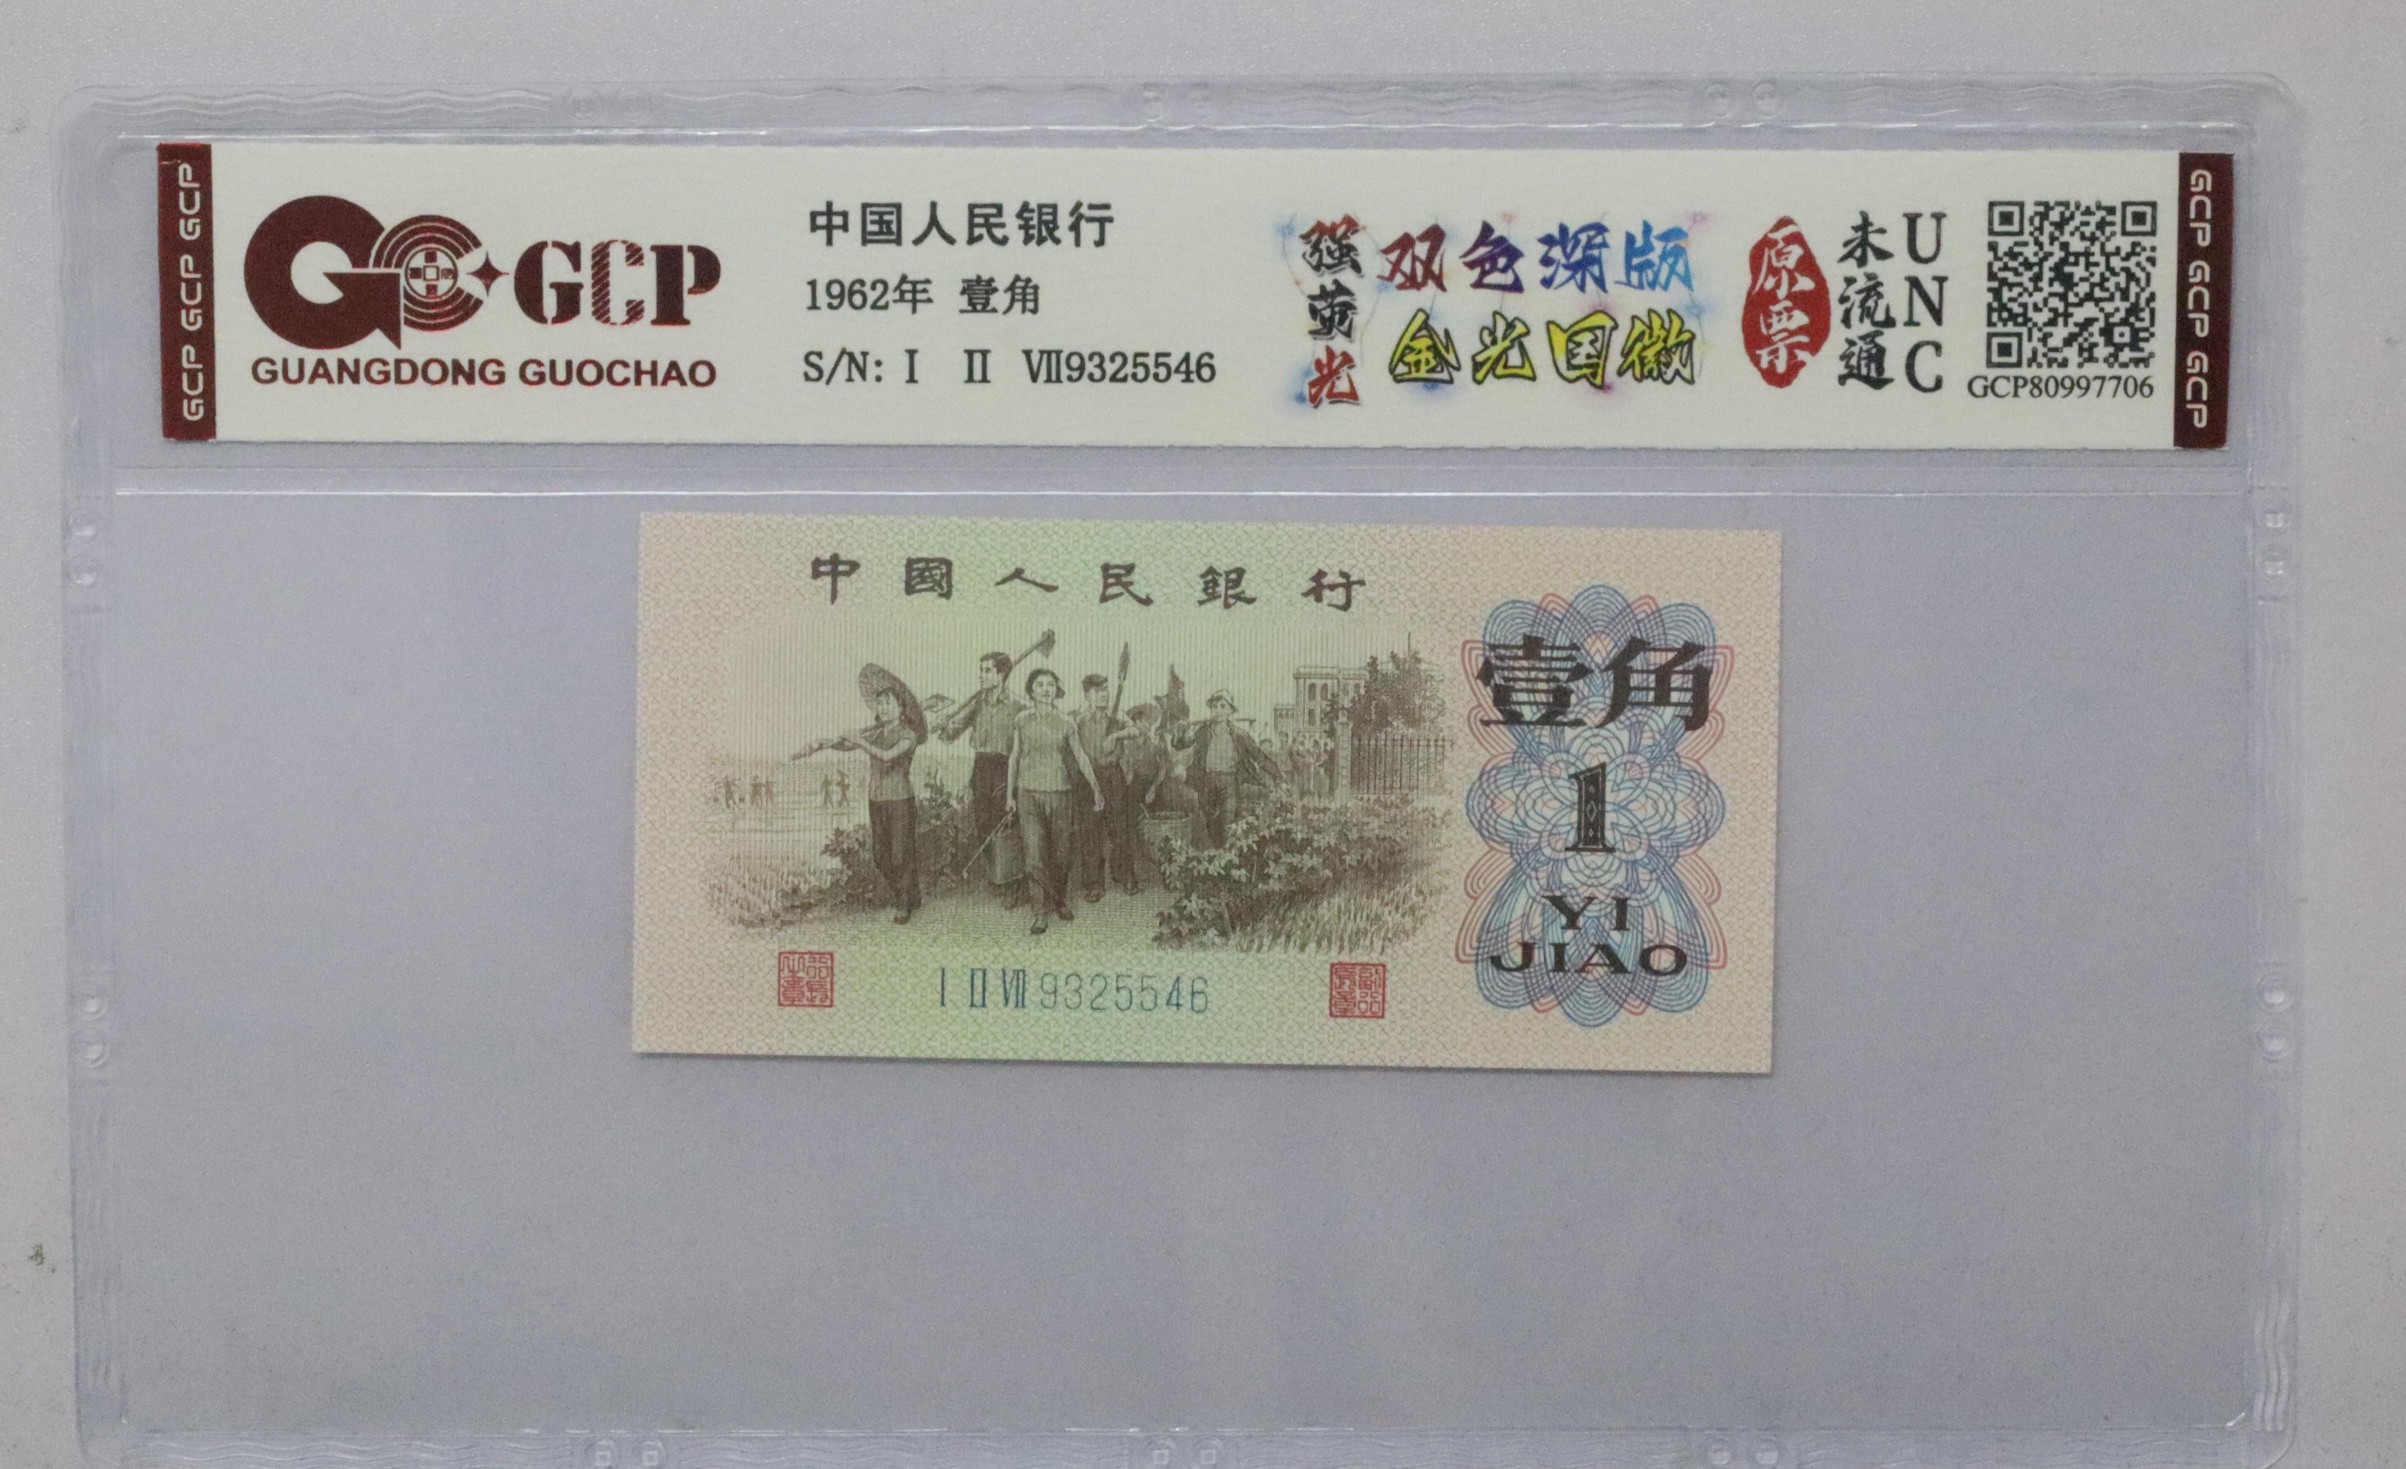 GCP GCP GCP
GCP
GUANGDONG GUOCHAO
中国人民银行
1962年 壹角
S/N: Ⅰ Ⅱ Ⅶ9325546
强荧光
双色深版
金光国徽
原票
未流通
UNC
GCP80997706
GCP GCP GCP
中國人民銀行
壹角
1
YI
JIAO
Ⅰ Ⅱ Ⅶ 9325546